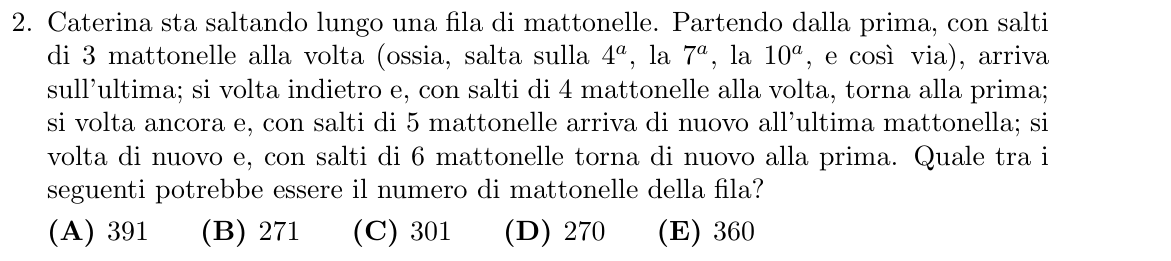 2. Caterina sta saltando lungo una fila di mattonelle. Partendo dalla prima, con salti
di 3 mattonelle alla volta (ossia, salta sulla 4ª, la 7ª, la 10ª, e così via), arriva
sull'ultima; si volta indietro e, con salti di 4 mattonelle alla volta, torna alla prima;
si volta ancora e, con salti di 5 mattonelle arriva di nuovo all'ultima mattonella; si
volta di nuovo e, con salti di 6 mattonelle torna di nuovo alla prima. Quale tra i
seguenti potrebbe essere il numero di mattonelle della fila?
(A) 391 (B) 271 (C) 301 (D) 270 (E) 360